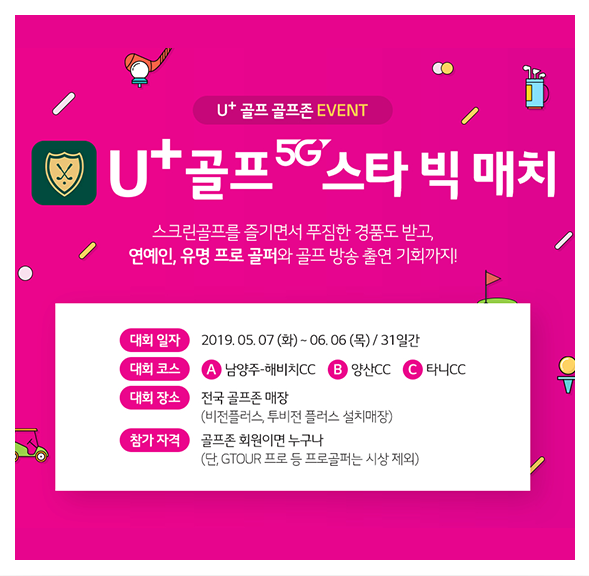 U+ 골프 골프존 EVENT
U+골프 5G 스타 빅 매치
스크린골프를 즐기면서 푸짐한 경품도 받고,
연예인, 유명 프로 골퍼와 골프 방송 출연 기회까지!
대회 일자 2019. 05. 07 (화) ~ 06. 06 (목) / 31일간
대회 코스 A 남양주-해비치CC B 양산CC C 타니CC
대회 장소 전국 골프존 매장
(비전플러스, 투비전 플러스 설치매장)
참가 자격 골프존 회원이면 누구나
(단, GTOUR 프로 등 프로골퍼는 시상 제외)